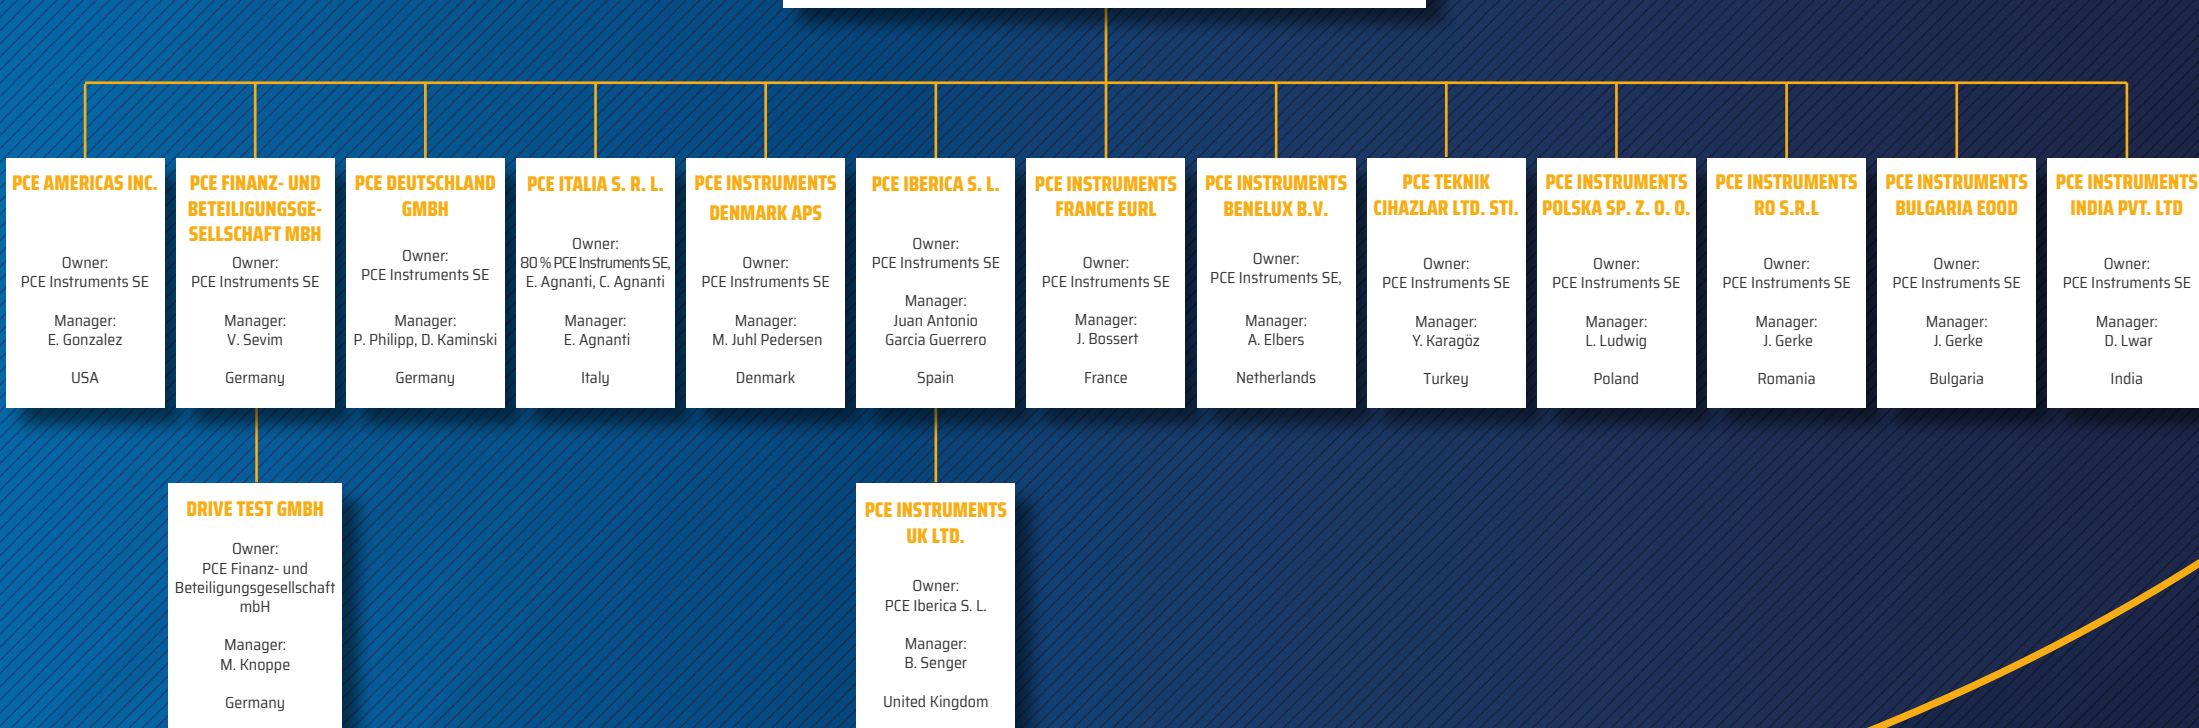 PCE AMERICAS INC.
Owner:
PCE Instruments SE
Manager:
E. Gonzalez
USA
PCE FINANZ- UND
BETEILIGUNGSGE-
SELLSCHAFT MBH
Owner:
PCE Instruments SE
Manager:
V. Sevim
Germany
PCE DEUTSCHLAND
GMBH
Owner:
PCE Instruments SE
Manager:
P. Philipp, D. Kaminski
Germany
PCE ITALIA S. R. L.
Owner:
80 % PCE Instruments SE,
E. Agnanti, C. Agnanti
Manager:
E. Agnanti
Italy
PCE INSTRUMENTS
DENMARK APS
Owner:
PCE Instruments SE
Manager:
M. Juhl Pedersen
Denmark
PCE IBERICA S. L.
Owner:
PCE Instruments SE
Manager:
Juan Antonio
Garcia Guerrero
Spain
PCE INSTRUMENTS
FRANCE EURL
Owner:
PCE Instruments SE
Manager:
J. Bossert
France
PCE INSTRUMENTS
BENELUX B.V.
Owner:
PCE Instruments SE,
Manager:
A. Elbers
Netherlands
PCE TEKNIK
CIHAZLAR LTD. STI.
Owner:
PCE Instruments SE
Manager:
Y. Karagöz
Turkey
PCE INSTRUMENTS
POLSKA SP. Z. O. O.
Owner:
PCE Instruments SE
Manager:
L. Ludwig
Poland
PCE INSTRUMENTS
RO S.R.L
Owner:
PCE Instruments SE
Manager:
J. Gerke
Romania
PCE INSTRUMENTS
BULGARIA EOOD
Owner:
PCE Instruments SE
Manager:
J. Gerke
Bulgaria
PCE INSTRUMENTS
INDIA PVT. LTD
Owner:
PCE Instruments SE
Manager:
D. Lwar
India
DRIVE TEST GMBH
Owner:
PCE Finanz- und
Beteiligungsgesellschaft
mbH
Manager:
M. Knoppe
Germany
PCE INSTRUMENTS
UK LTD.
Owner:
PCE Iberica S. L.
Manager:
B. Senger
United Kingdom